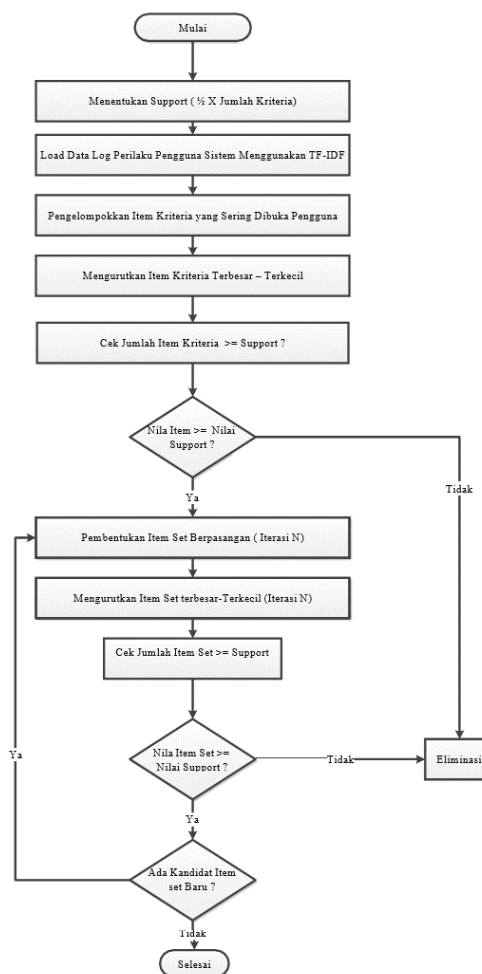 Mulai
Menentukan Support ( ½ X Jumlah Kriteria)
Load Data Log Perilaku Pengguna Sistem Menggunakan TF-IDF
Pengelompokkan Item Kriteria yang Sering Dibuka Pengguna
Mengurutkan Item Kriteria Terbesar – Terkecil
Cek Jumlah Item Kriteria >= Support ?
Nila Item >= Nilai
Support ?
Tidak
Ya
Pembentukan Item Set Berpasangan ( Iterasi N)
Mengurutkan Item Set terbesar-Terkecil (Iterasi N)
Cek Jumlah Item Set >= Support
Ya
Nila Item Set >=
Nilai Support ?
Tidak
Eliminasi
Ya
Ada Kandidat Item
set Baru ?
Tidak
Selesai